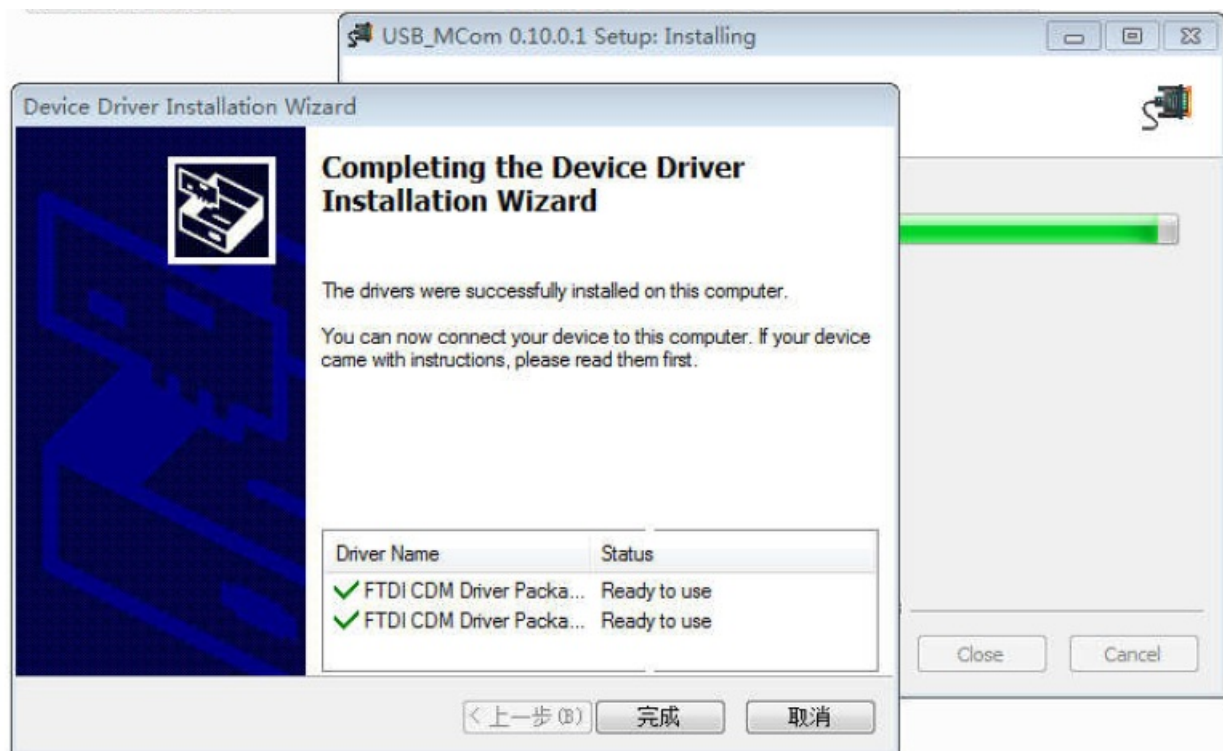 USB_MCom 0.10.0.1 Setup: Installing
Device Driver Installation Wizard
Completing the Device Driver
Installation Wizard
The drivers were successfully installed on this computer.
You can now connect your device to this computer. If your device
came with instructions, please read them first.
Driver Name Status
FTDI CDM Driver Packa... Ready to use
FTDI CDM Driver Packa... Ready to use
Close Cancel
< 上一步(B) 完成 取消